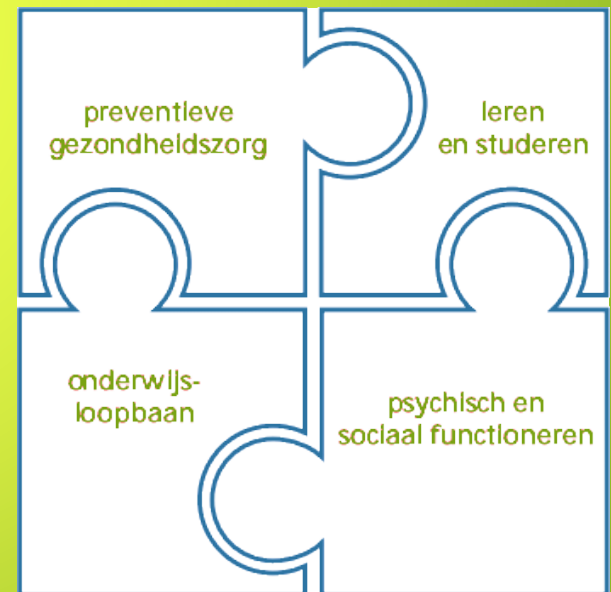 preventieve
gezondheidszorg
leren
en studeren
onderwijs-
loopbaan
psychisch en
sociaal functioneren